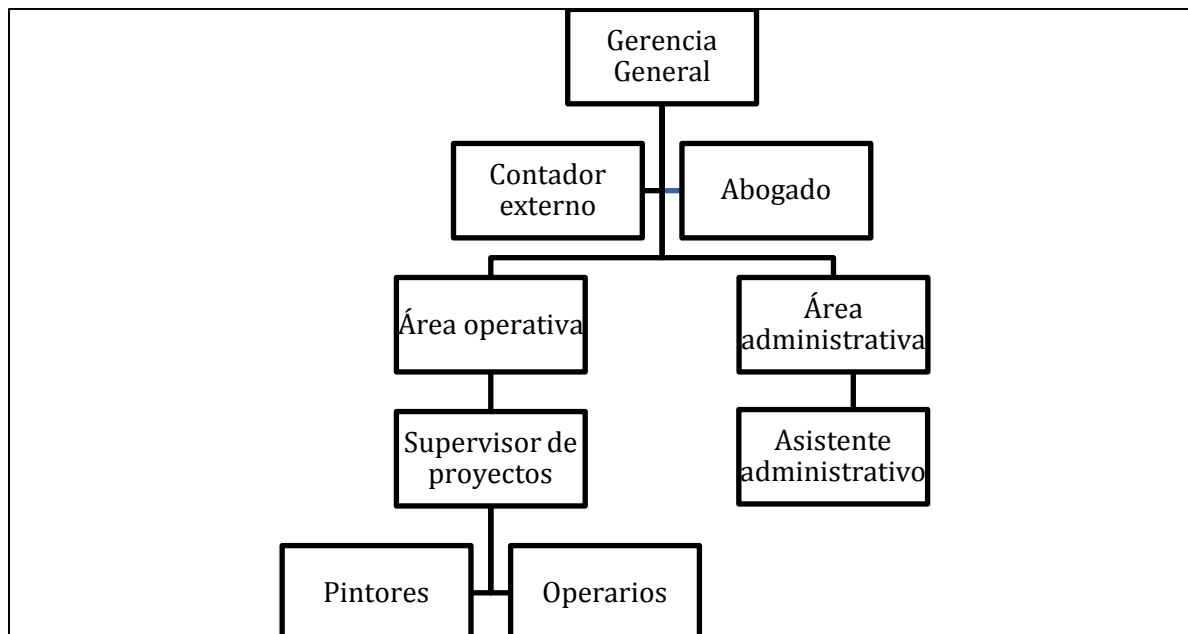 Gerencia
General
Contador
externo
Abogado
Área operativa
Área
administrativa
Supervisor de
proyectos
Asistente
administrativo
Pintores
Operarios